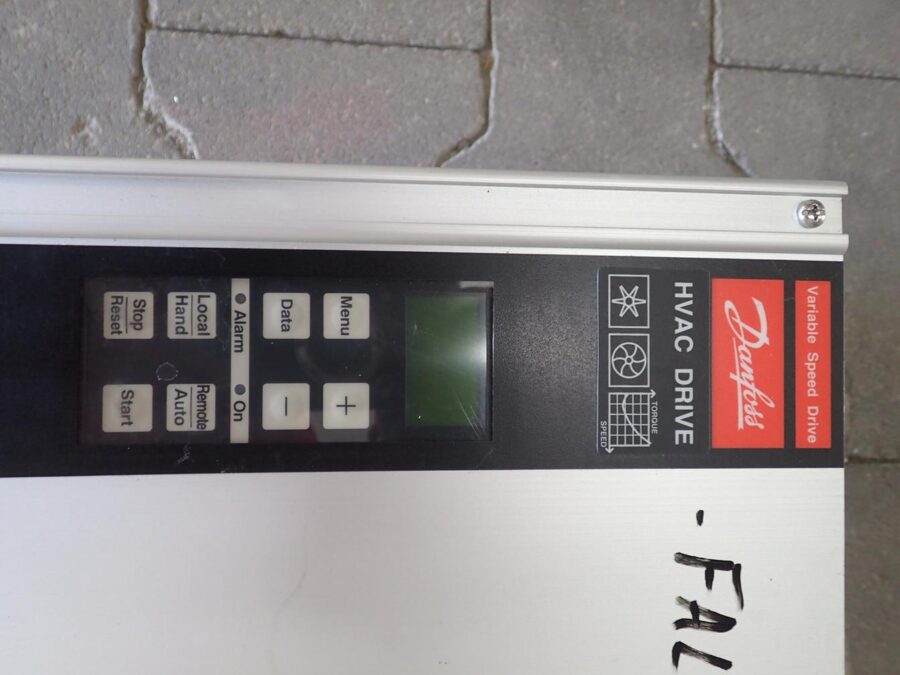 Variable Speed Drive
Danfoss
HVAC DRIVE
TORQUE
SPEED
Menu +
Data −
Alarm On
Local Hand
Remote Auto
Stop Reset
Start
- FAL